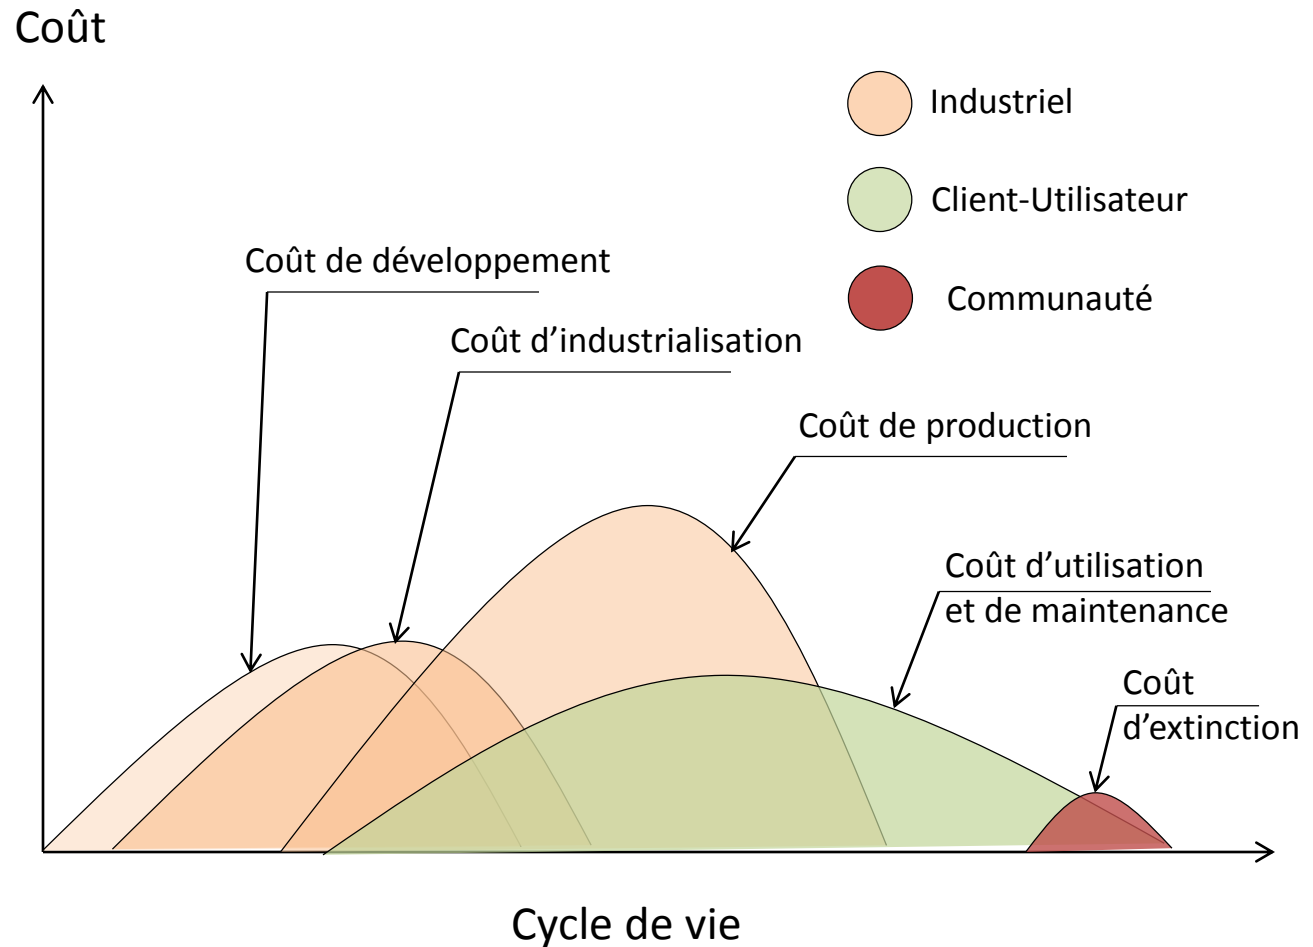 Coût
Industriel
Client-Utilisateur
Coût de développement
Communauté
Coût d’industrialisation
Coût de production
Coût d’utilisation
et de maintenance
Coût
d’extinction
Cycle de vie